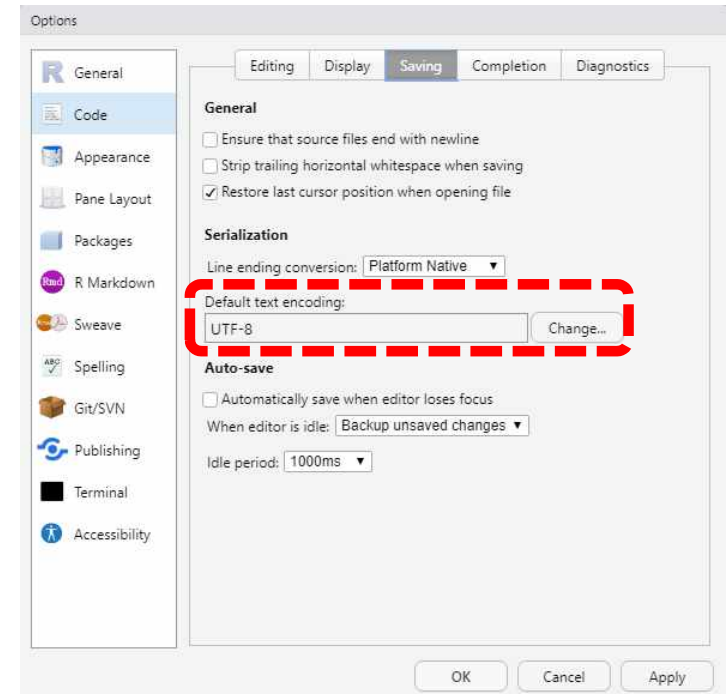 Options
General
Code
Appearance
Pane Layout
Packages
Rmd R Markdown
Sweave
ABC Spelling
Git/SVN
Publishing
Terminal
Accessibility
Editing Display Saving Completion Diagnostics
General
Ensure that source files end with newline
Strip trailing horizontal whitespace when saving
Restore last cursor position when opening file
Serialization
Line ending conversion: Platform Native
Default text encoding:
UTF-8 Change...
Auto-save
Automatically save when editor loses focus
When editor is idle: Backup unsaved changes
Idle period: 1000ms
OK Cancel Apply